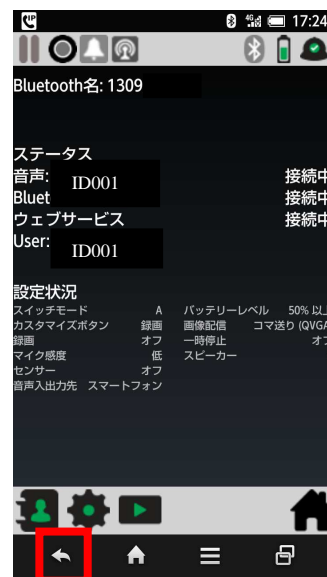 17:24
Bluetooth名: 1309
ステータス
音声: ID001 接続中
Bluet 接続中
ウェブサービス 接続中
User: ID001
設定状況
スイッチモード A バッテリーレベル 50% 以上
カスタマイズボタン 録画 画像配信 コマ送り (QVGA
録画 オフ 一時停止 オフ
マイク感度 低 スピーカー
センサー オフ
音声入出力先 スマートフォン